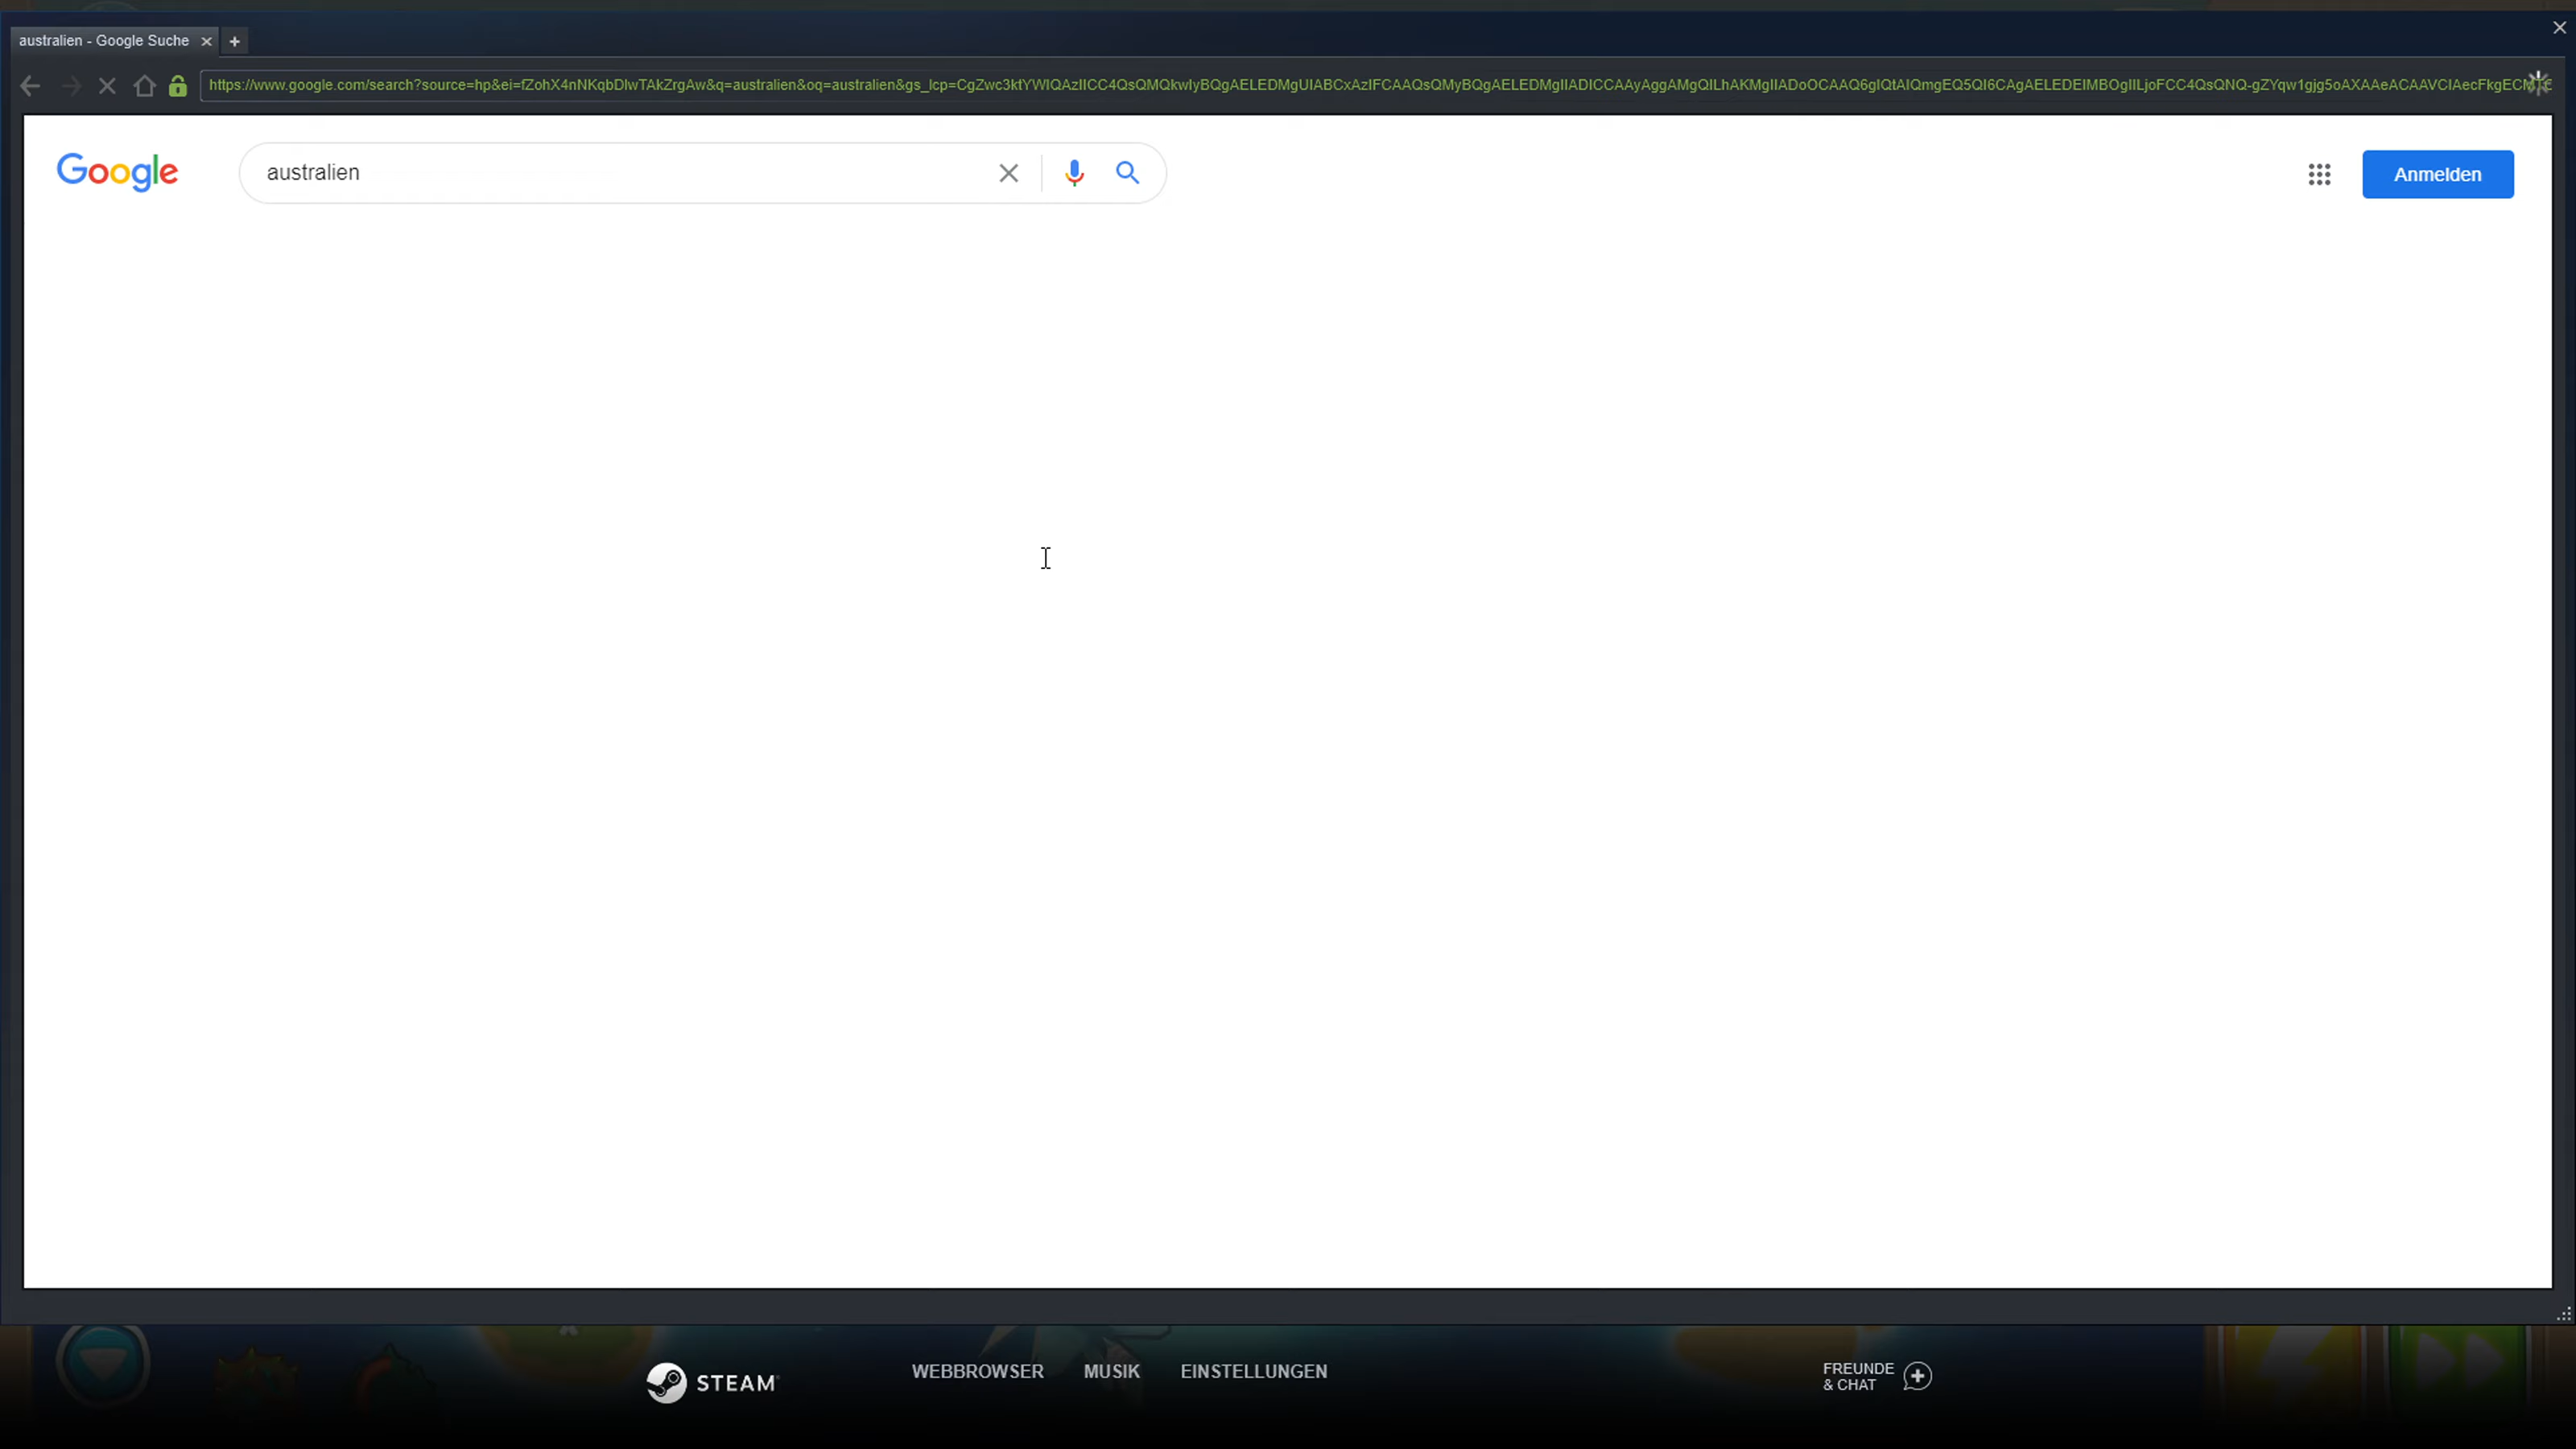 australien - Google Suche
https://www.google.com/search?source=hp&ei=fZohX4nNKqbDlwTAkZrgAw&q=australien&oq=australien&gs_lcp=CgZwc3ktYWIQAzIICC4QsQMQkwIyBQgAELEDMgUIABCxAzIFCAAQsQMyBQgAELEDMgIIADICCAAyAggAMgQILhAKMgIIADoOCAAQ6gIQtAIQmgEQ5QI6CAgAELEDEIMBOgIILjoFCC4QsQNQ-gZYqw1gjg5oAXAAeACAAVCIAecFkgEC
Google
australien
Anmelden
STEAM
WEBBROWSER
MUSIK
EINSTELLUNGEN
FREUNDE
& CHAT